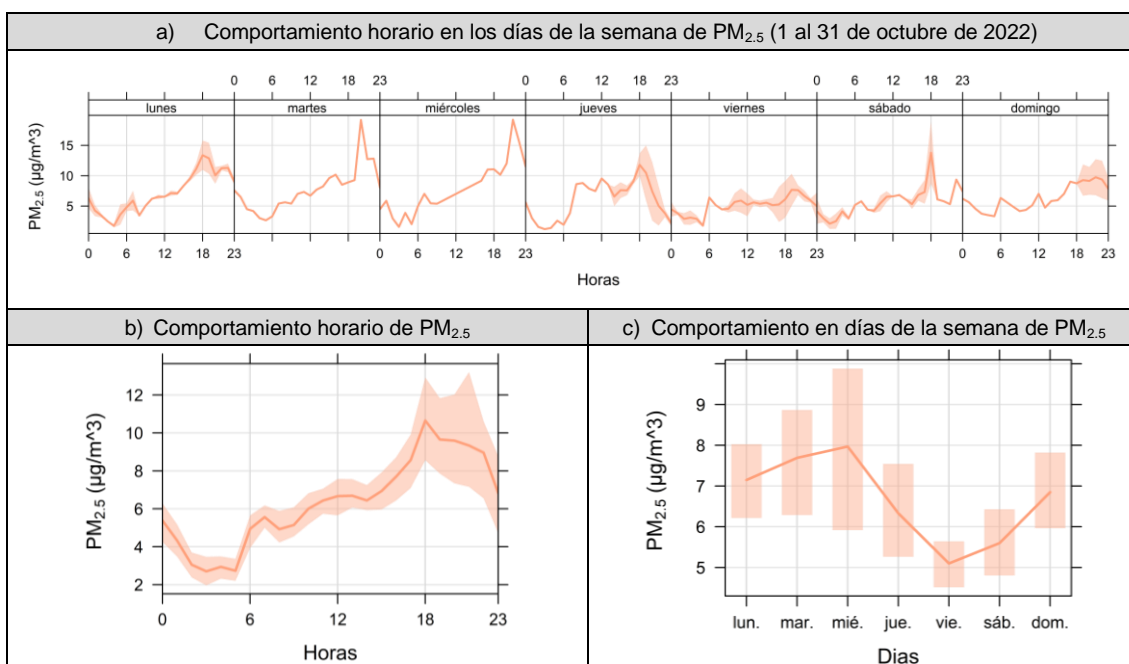 a) Comportamiento horario en los días de la semana de PM2.5 (1 al 31 de octubre de 2022)
0 6 12 18 23 0 6 12 18 23 0 6 12 18 23
lunes martes miércoles jueves viernes sábado domingo
15
10
5
PM2.5 (μg/m^3)
0 6 12 18 23 0 6 12 18 23 0 6 12 18 23 0 6 12 18 23
Horas
b) Comportamiento horario de PM2.5
12
10
8
6
4
2
PM2.5 (μg/m^3)
0 6 12 18 23
Horas
c) Comportamiento en días de la semana de PM2.5
9
8
7
6
5
PM2.5 (μg/m^3)
lun. mar. mié. jue. vie. sáb. dom.
Dias